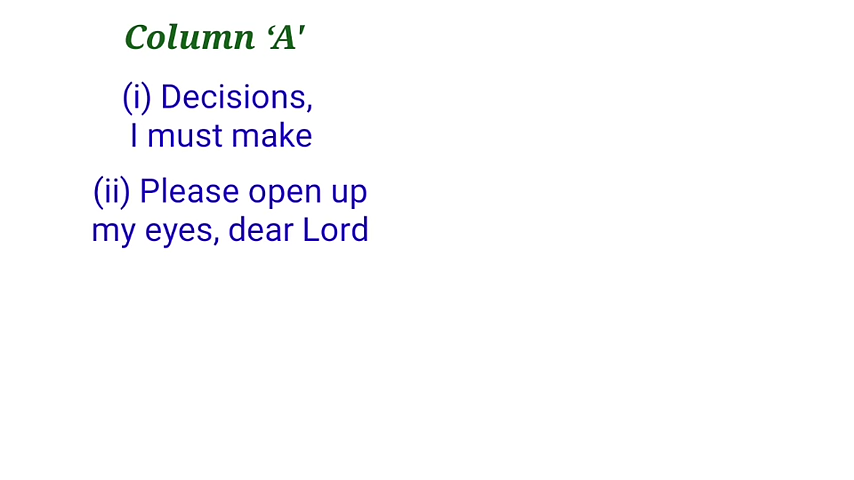 Column ‘A'
(i) Decisions,
I must make
(ii) Please open up
my eyes, dear Lord